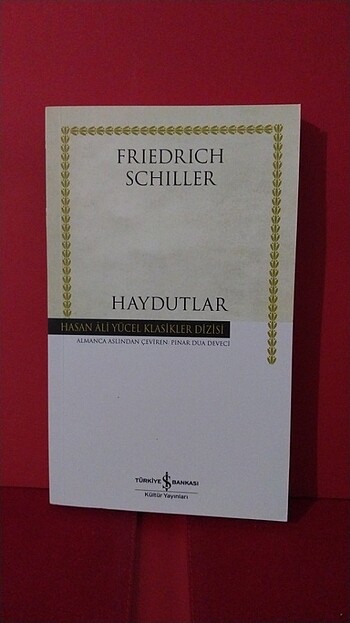 FRIEDRICH
SCHILLER
HAYDUTLAR
HASAN ÂLİ YÜCEL KLASİKLER DİZİSİ
ALMANCA ASLINDAN ÇEVİREN: PINAR DUA DEVECİ
TÜRKİYE İŞ BANKASI
Kültür Yayınları